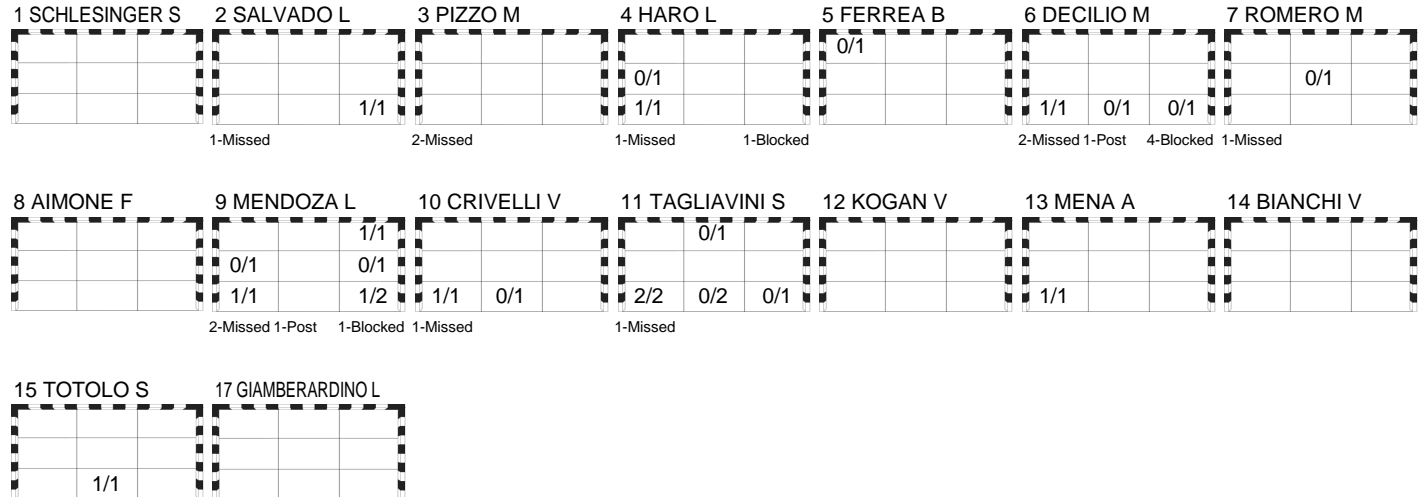 1 SCHLESINGER S 2 SALVADO L 3 PIZZO M 4 HARO L 5 FERREA B 6 DECILIO M 7 ROMERO M
0/1
0/1 0/1
1/1 1/1 1/1 0/1 0/1
1-Missed 2-Missed 1-Missed 1-Blocked 2-Missed 1-Post 4-Blocked 1-Missed
8 AIMONE F 9 MENDOZA L 10 CRIVELLI V 11 TAGLIAVINI S 12 KOGAN V 13 MENA A 14 BIANCHI V
1/1 0/1
0/1 0/1
1/1 1/2 1/1 0/1 2/2 0/2 0/1 1/1
2-Missed 1-Post 1-Blocked 1-Missed 1-Missed
15 TOTOLO S 17 GIAMBERARDINO L
1/1